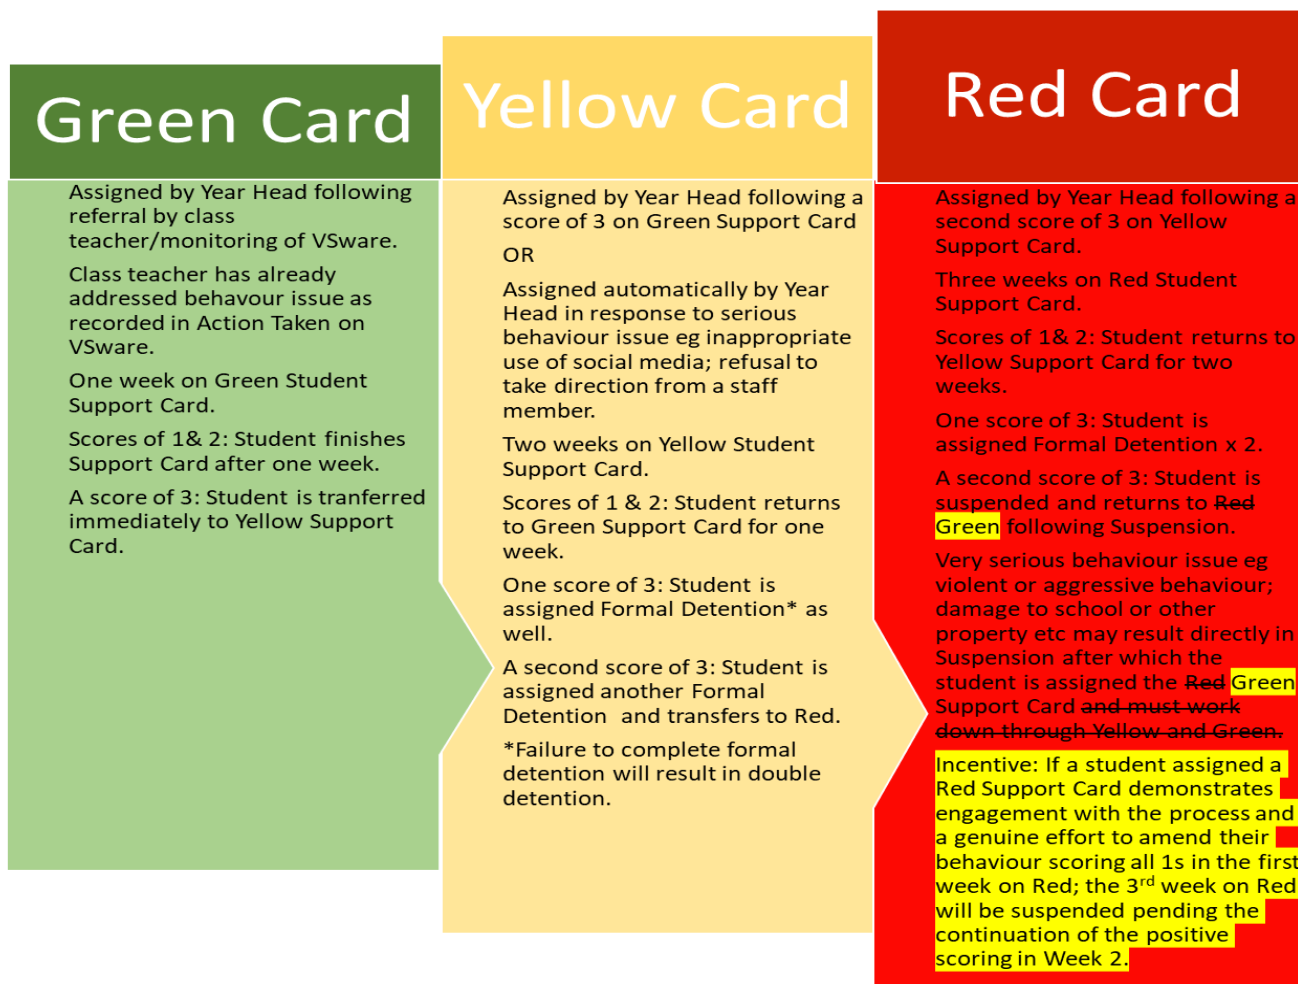 Green Card
Assigned by Year Head following
referral by class
teacher/monitoring of VSware.
Class teacher has already
addressed behavour issue as
recorded in Action Taken on
VSware.
One week on Green Student
Support Card.
Scores of 1& 2: Student finishes
Support Card after one week.
A score of 3: Student is tranferred
immediately to Yellow Support
Card.
Yellow Card
Assigned by Year Head following a
score of 3 on Green Support Card
OR
Assigned automatically by Year
Head in response to serious
behaviour issue eg inappropriate
use of social media; refusal to
take direction from a staff
member.
Two weeks on Yellow Student
Support Card.
Scores of 1 & 2: Student returns
to Green Support Card for one
week.
One score of 3: Student is
assigned Formal Detention* as
well.
A second score of 3: Student is
assigned another Formal
Detention and transfers to Red.
*Failure to complete formal
detention will result in double
detention.
Red Card
Assigned by Year Head following a
second score of 3 on Yellow
Support Card.
Three weeks on Red Student
Support Card.
Scores of 1& 2: Student returns to
Yellow Support Card for two
weeks.
One score of 3: Student is
assigned Formal Detention x 2.
A second score of 3: Student is
suspended and returns to Red
Green following Suspension.
Very serious behaviour issue eg
violent or aggressive behaviour;
damage to school or other
property etc may result directly in
Suspension after which the
student is assigned the Red Green
Support Card and must work
down through Yellow and Green.
Incentive: If a student assigned a
Red Support Card demonstrates
engagement with the process and
a genuine effort to amend their
behaviour scoring all 1s in the first
week on Red; the 3rd week on Red
will be suspended pending the
continuation of the positive
scoring in Week 2.